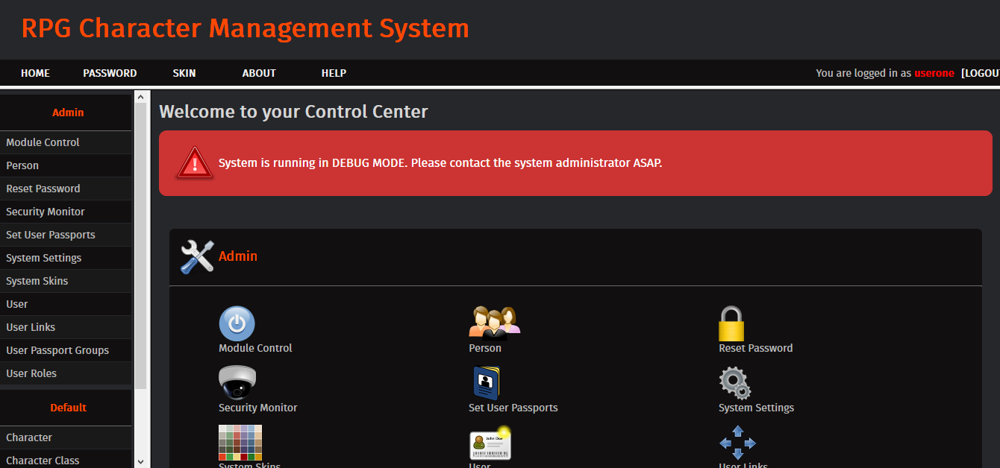 RPG Character Management System
HOME PASSWORD SKIN ABOUT HELP You are logged in as userone [LOGOU
Admin
Module Control
Person
Reset Password
Security Monitor
Set User Passports
System Settings
System Skins
User
User Links
User Passport Groups
User Roles
Default
Character
Character Class
Welcome to your Control Center
System is running in DEBUG MODE. Please contact the system administrator ASAP.
Admin
Module Control Person Reset Password
Security Monitor Set User Passports System Settings
John Doe
System Skins User User Links